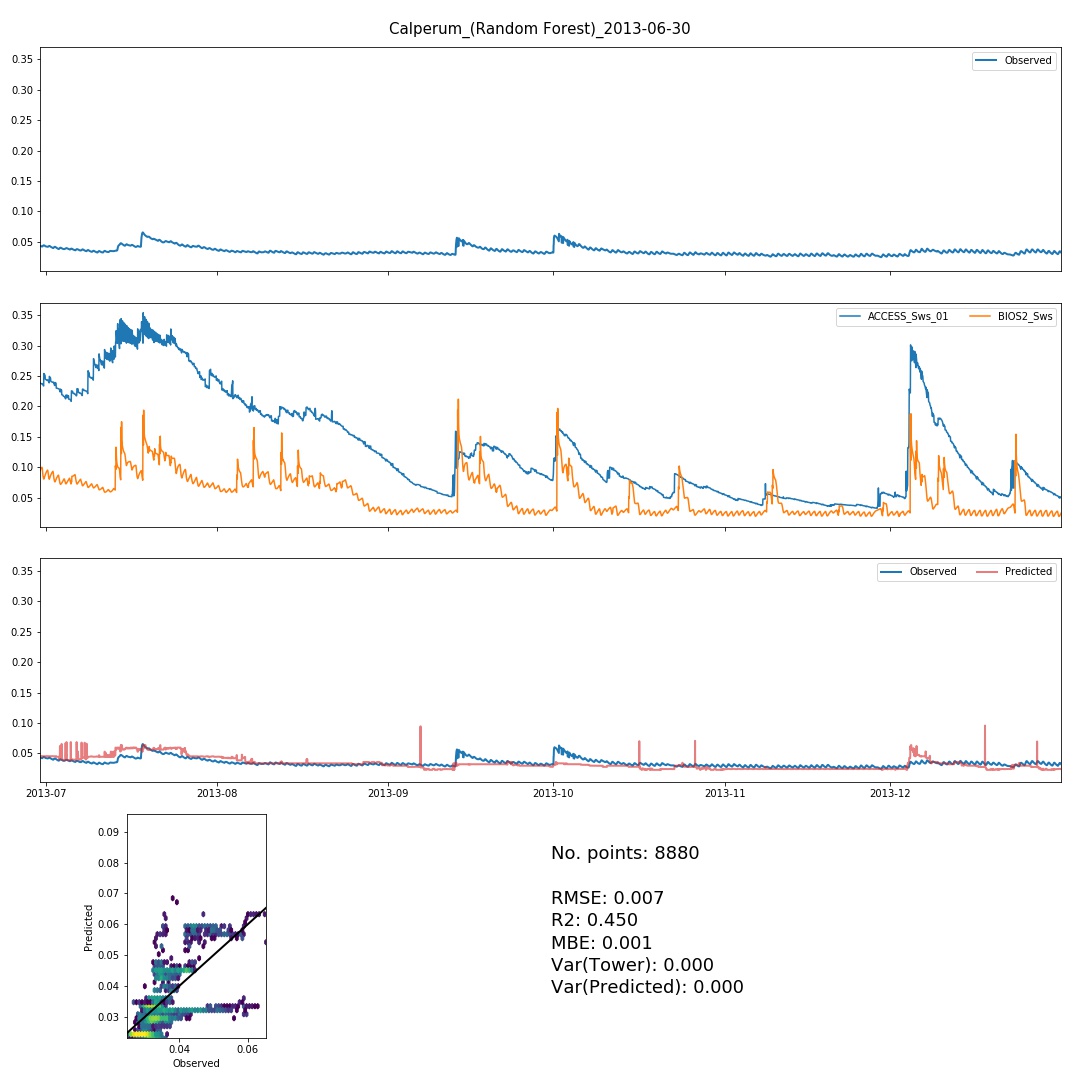 Calperum_(Random Forest)_2013-06-30
Observed
0.35
0.30
0.25
0.20
0.15
0.10
0.05
ACCESS_Sws_01 BIOS2_Sws
0.35
0.30
0.25
0.20
0.15
0.10
0.05
Observed Predicted
0.35
0.30
0.25
0.20
0.15
0.10
0.05
2013-07 2013-08 2013-09 2013-10 2013-11 2013-12
0.09
0.08
0.07
0.06
0.05
0.04
0.03
Predicted
0.04 0.06
Observed
No. points: 8880
RMSE: 0.007
R2: 0.450
MBE: 0.001
Var(Tower): 0.000
Var(Predicted): 0.000